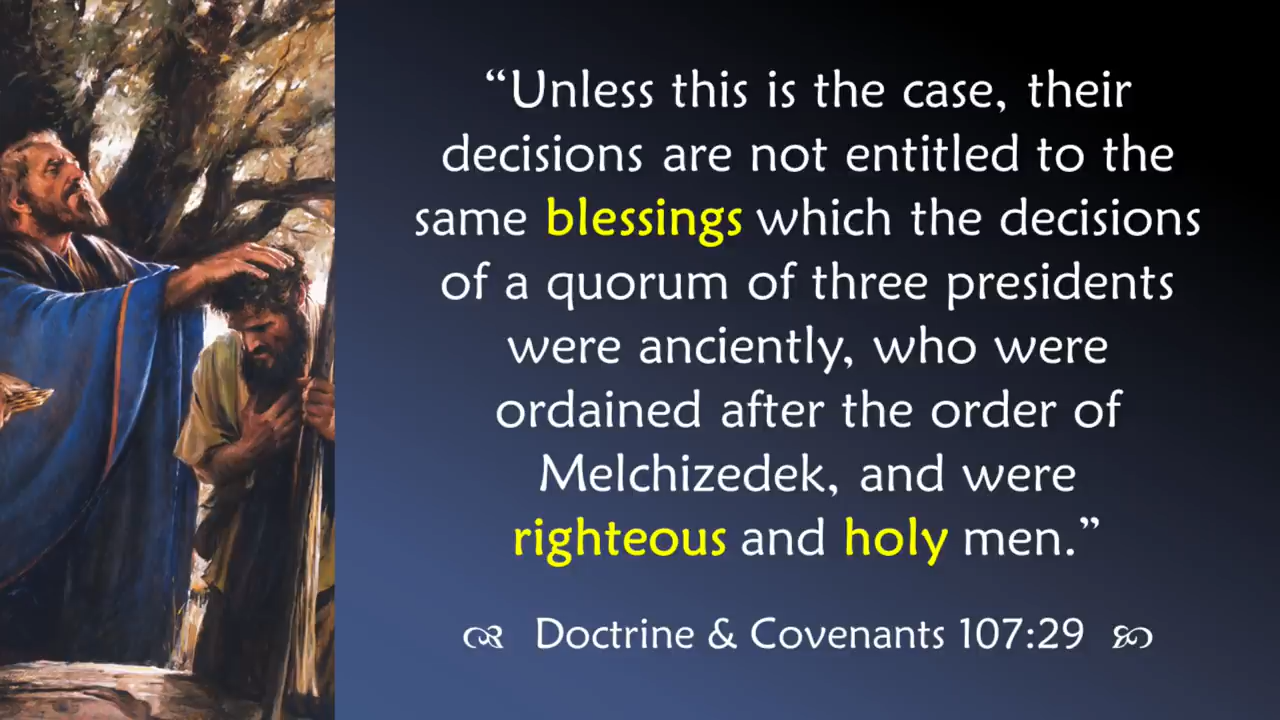 “Unless this is the case, their
decisions are not entitled to the
same blessings which the decisions
of a quorum of three presidents
were anciently, who were
ordained after the order of
Melchizedek, and were
righteous and holy men.”
Doctrine & Covenants 107:29